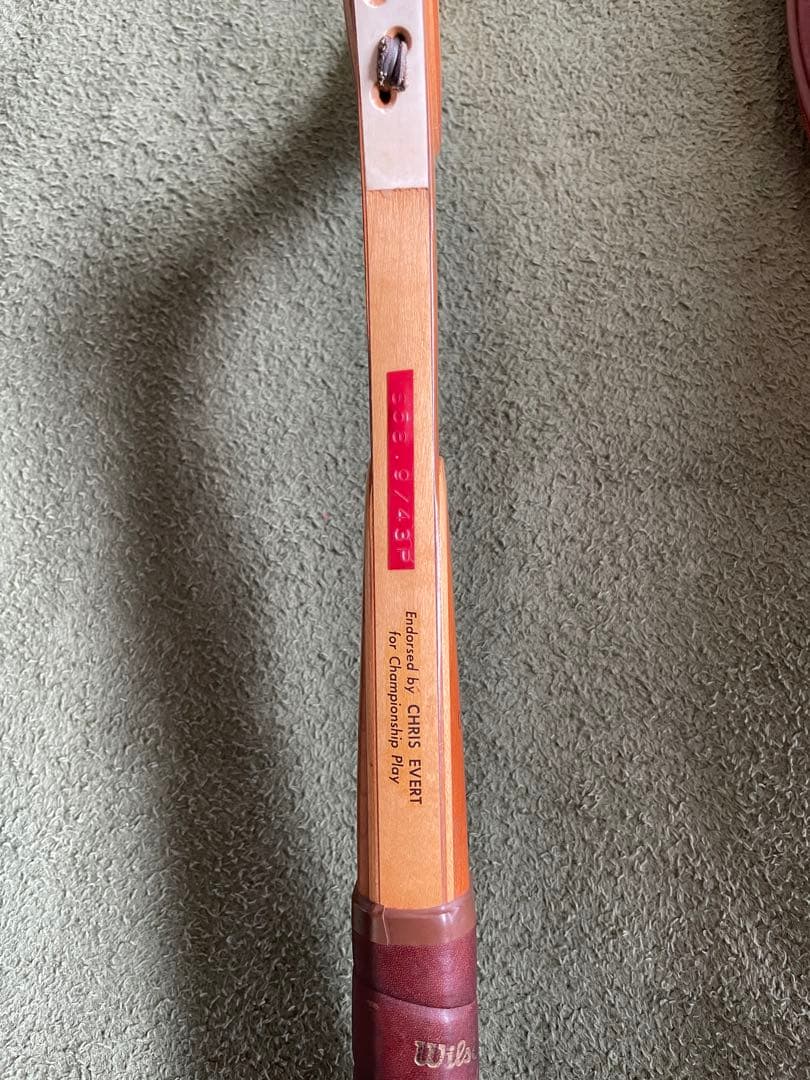 Endorsed by CHRIS EVERT
for Championship Play
Wils